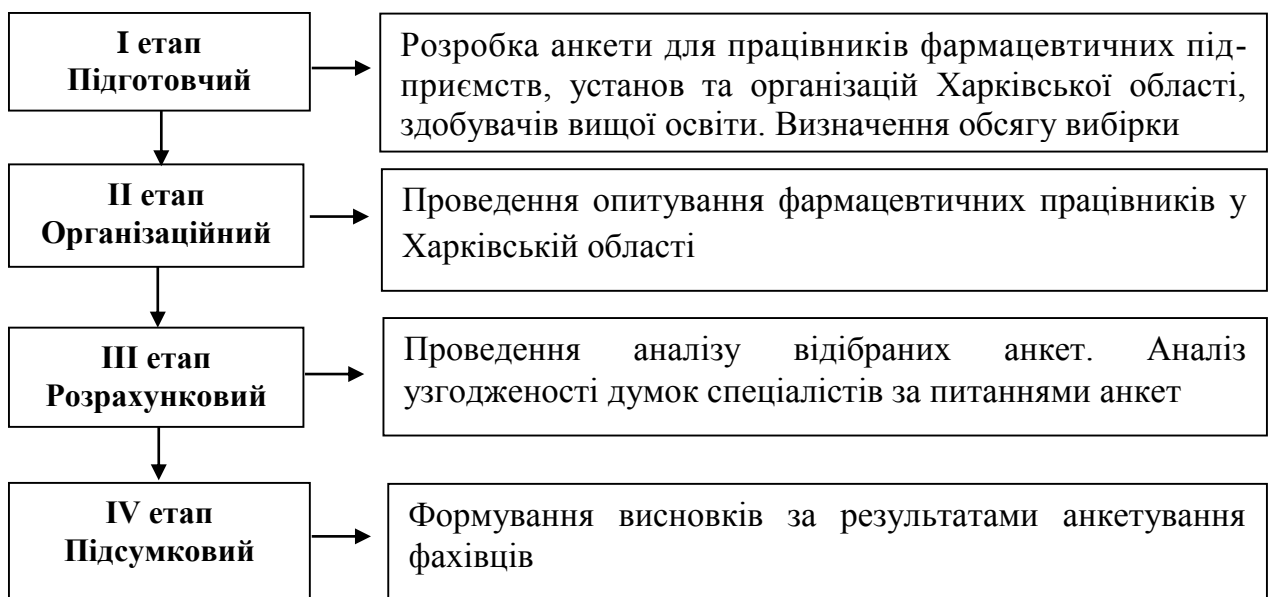 I етап
Підготовчий
Розробка анкети для працівників фармацевтичних під-
приємств, установ та організацій Харківської області,
здобувачів вищої освіти. Визначення обсягу вибірки
II етап
Організаційний
Проведення опитування фармацевтичних працівників у
Харківській області
III етап
Розрахунковий
Проведення аналізу відібраних анкет. Аналіз
узгодженості думок спеціалістів за питаннями анкет
IV етап
Підсумковий
Формування висновків за результатами анкетування
фахівців